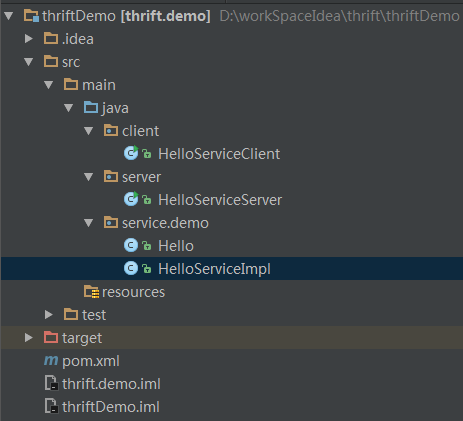 thriftDemo [thrift.demo] D:\workSpaceIdea\thrift\thriftDemo
.idea
src
main
java
client
HelloServiceClient
server
HelloServiceServer
service.demo
Hello
HelloServiceImpl
resources
test
target
pom.xml
thrift.demo.iml
thriftDemo.iml